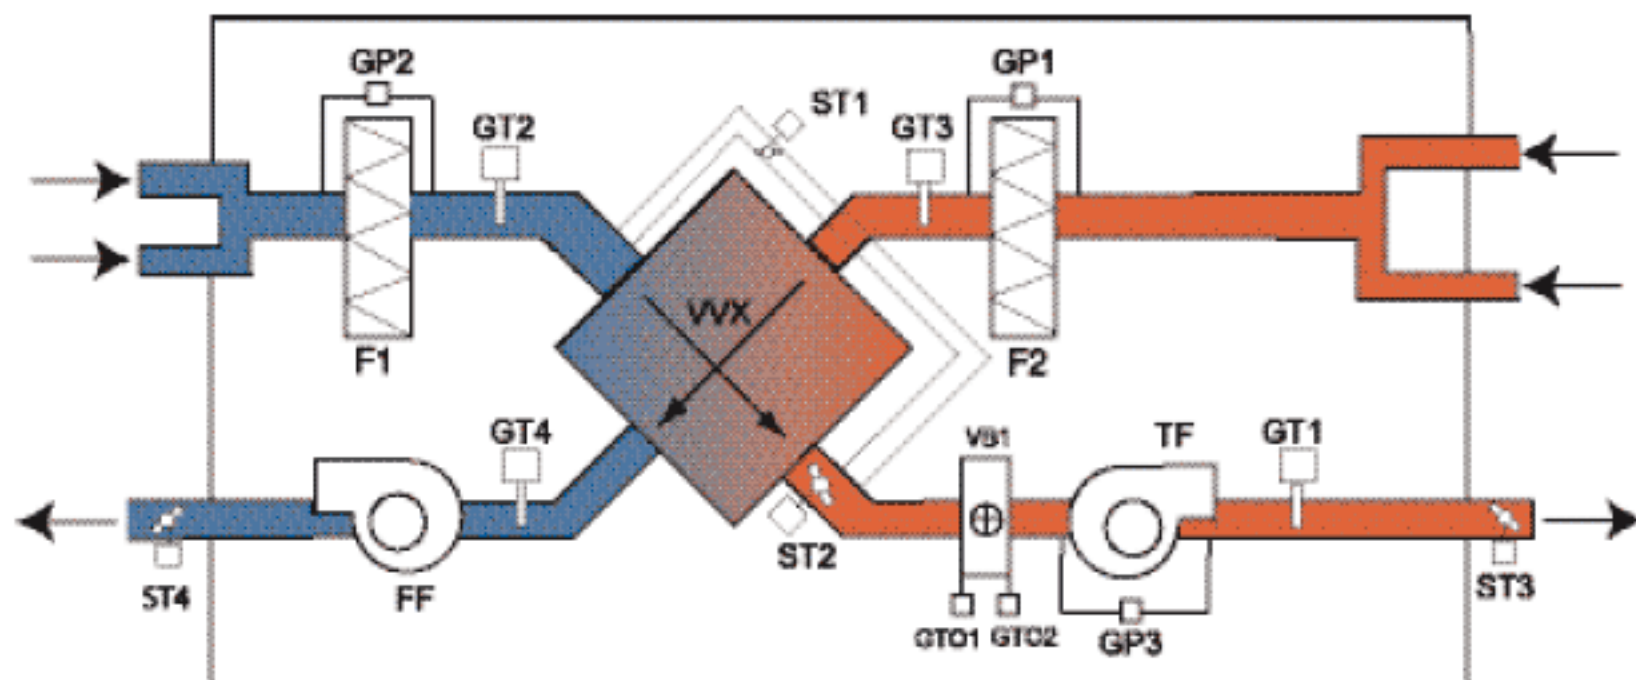 GP2
GP1
ST1
GT2
GT3
VVX
F1
F2
GT4
VB1
TF
GT1
ST2
ST4
FF
ST3
GTO1
GTO2
GP3